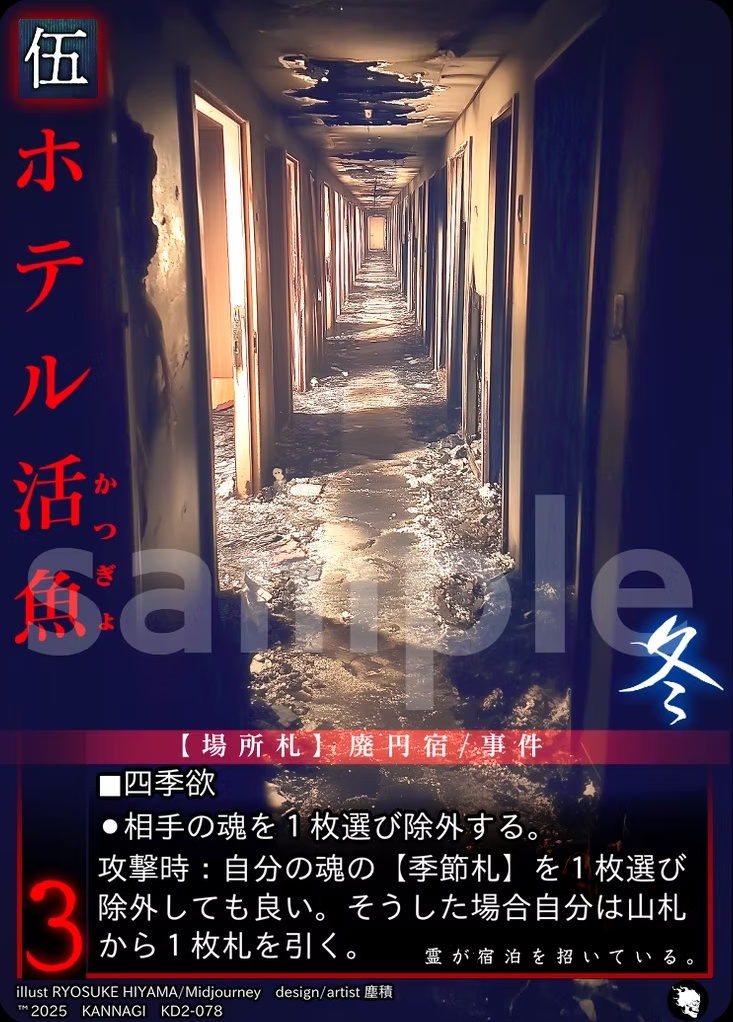 伍
ホテル活魚
かつぎょ
sample
冬
【場所札】廃円宿/事件
■四季欲
●相手の魂を1枚選び除外する。
攻撃時:自分の魂の【季節札】を1枚選び
除外しても良い。そうした場合自分は山札
から1枚札を引く。
霊が宿泊を招いている。
3
illust RYOSUKE HIYAMA/Midjourney design/artist 塵積
™2025 KANNAGI KD2-078